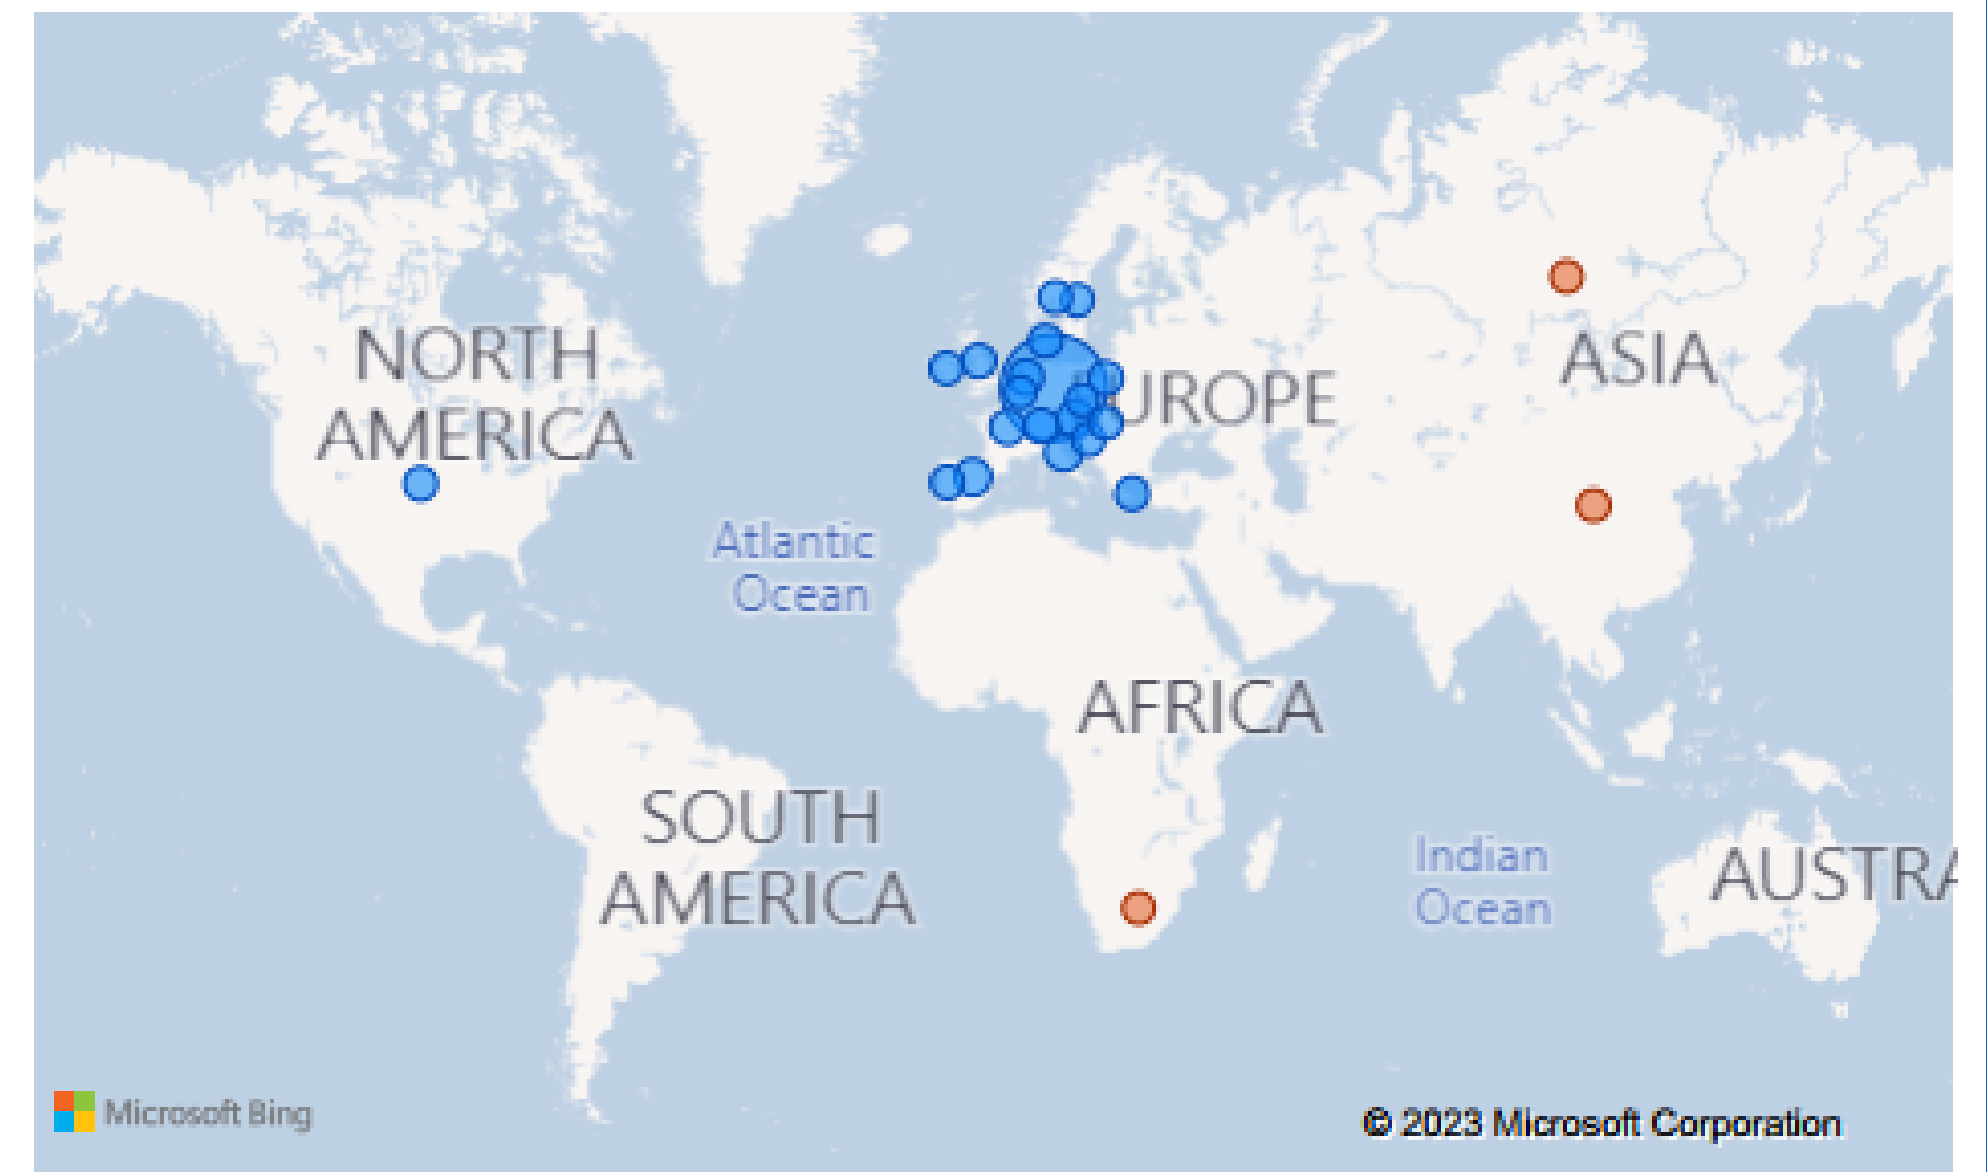 NORTH
AMERICA
UROPE
ASIA
Atlantic
Ocean
AFRICA
SOUTH
AMERICA
Indian
Ocean
AUSTRA
Microsoft Bing
© 2023 Microsoft Corporation